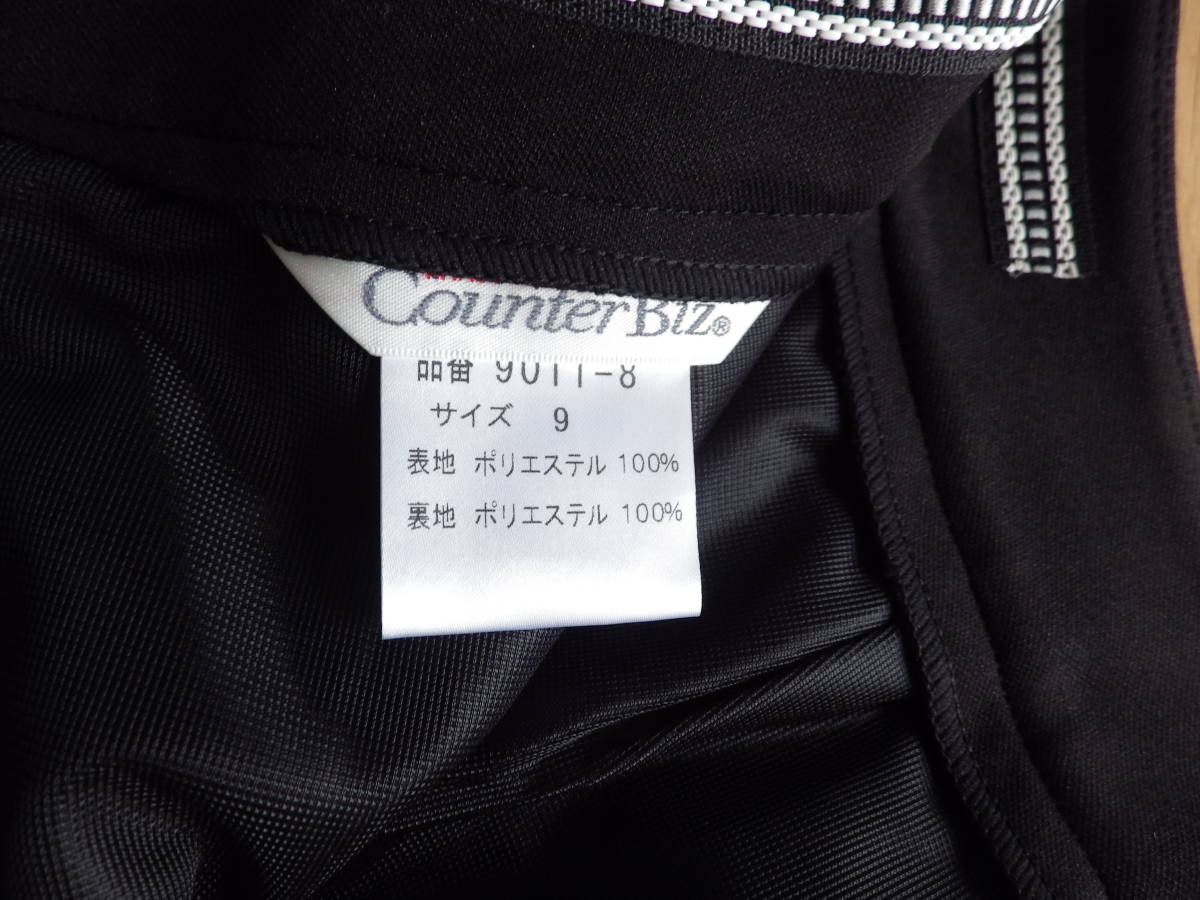 CounterBiz®
品番 9011-8
サイズ 9
表地 ポリエステル 100%
裏地 ポリエステル 100%